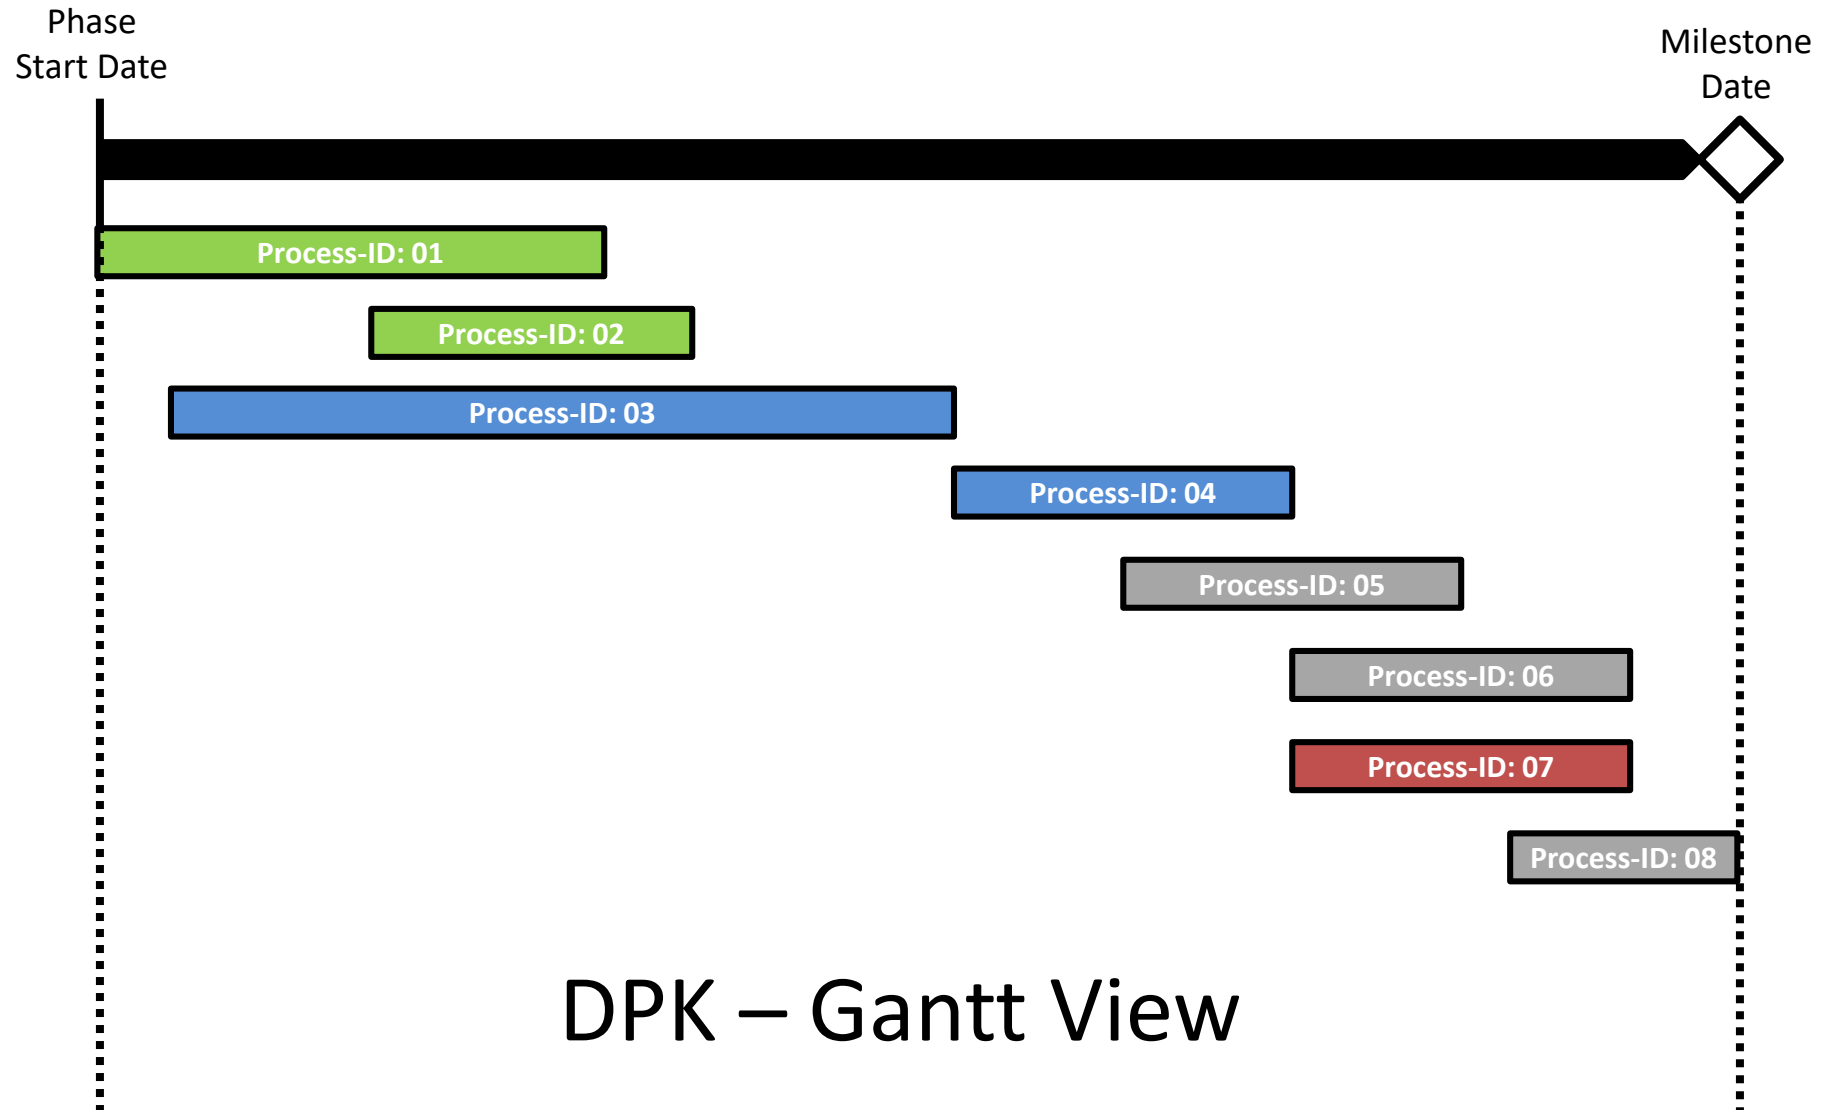 Phase
Start Date
Milestone
Date
Process-ID: 01
Process-ID: 02
Process-ID: 03
Process-ID: 04
Process-ID: 05
Process-ID: 06
Process-ID: 07
Process-ID: 08
DPK – Gantt View